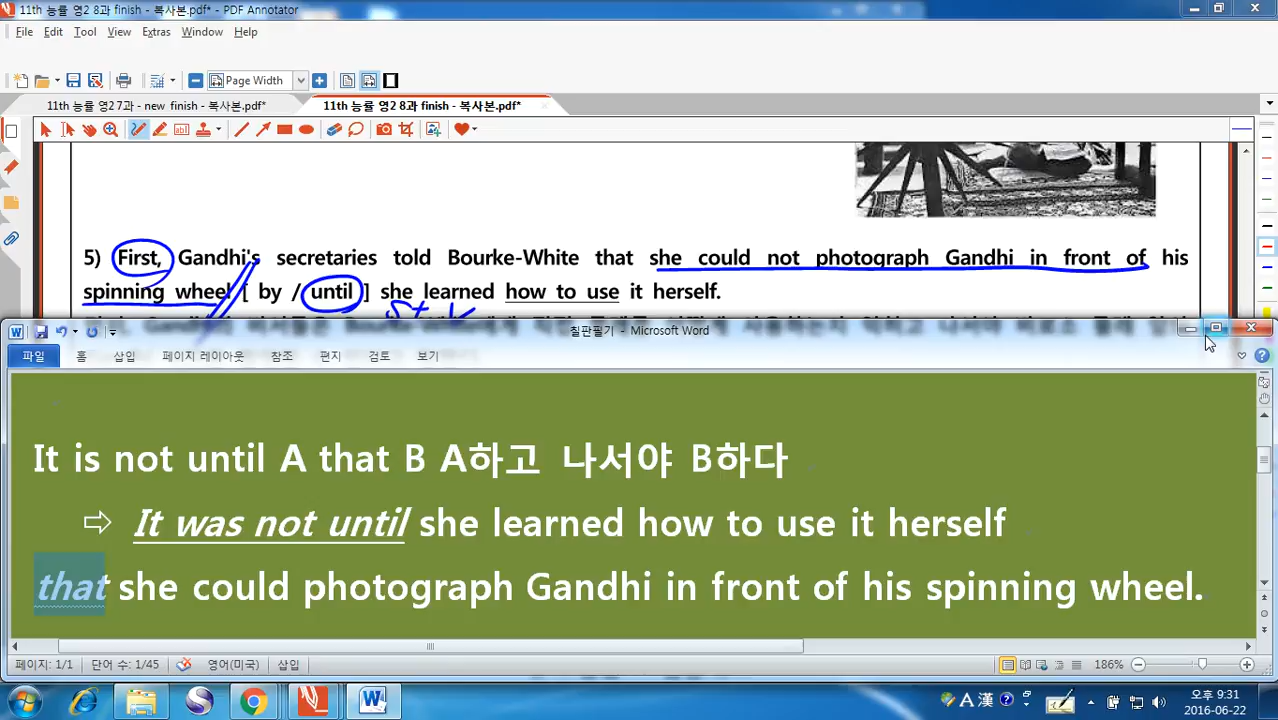 11th 능률 영2 8과 finish - 복사본.pdf* - PDF Annotator
File Edit Tool View Extras Window Help
Page Width
11th 능률 영2 7과 - new finish - 복사본.pdf* 11th 능률 영2 8과 finish - 복사본.pdf*
5) First, Gandhi's secretaries told Bourke-White that she could not photograph Gandhi in front of his
spinning wheel [ by / until ] she learned how to use it herself.
칠판필기 - Microsoft Word
파일 홈 삽입 페이지 레이아웃 참조 편지 검토 보기
It is not until A that B A하고 나서야 B하다
⇨ It was not until she learned how to use it herself
that she could photograph Gandhi in front of his spinning wheel.
페이지: 1/1 단어 수: 1/45 영어(미국) 삽입 186%
A 漢
오후 9:31
2016-06-22